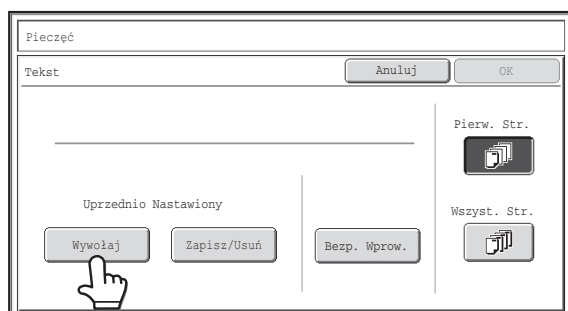 Pieczęć
Tekst
Anuluj
OK
Pierw. Str.
Uprzednio Nastawiony
Wszyst. Str.
Wywołaj
Zapisz/Usuń
Bezp. Wprow.